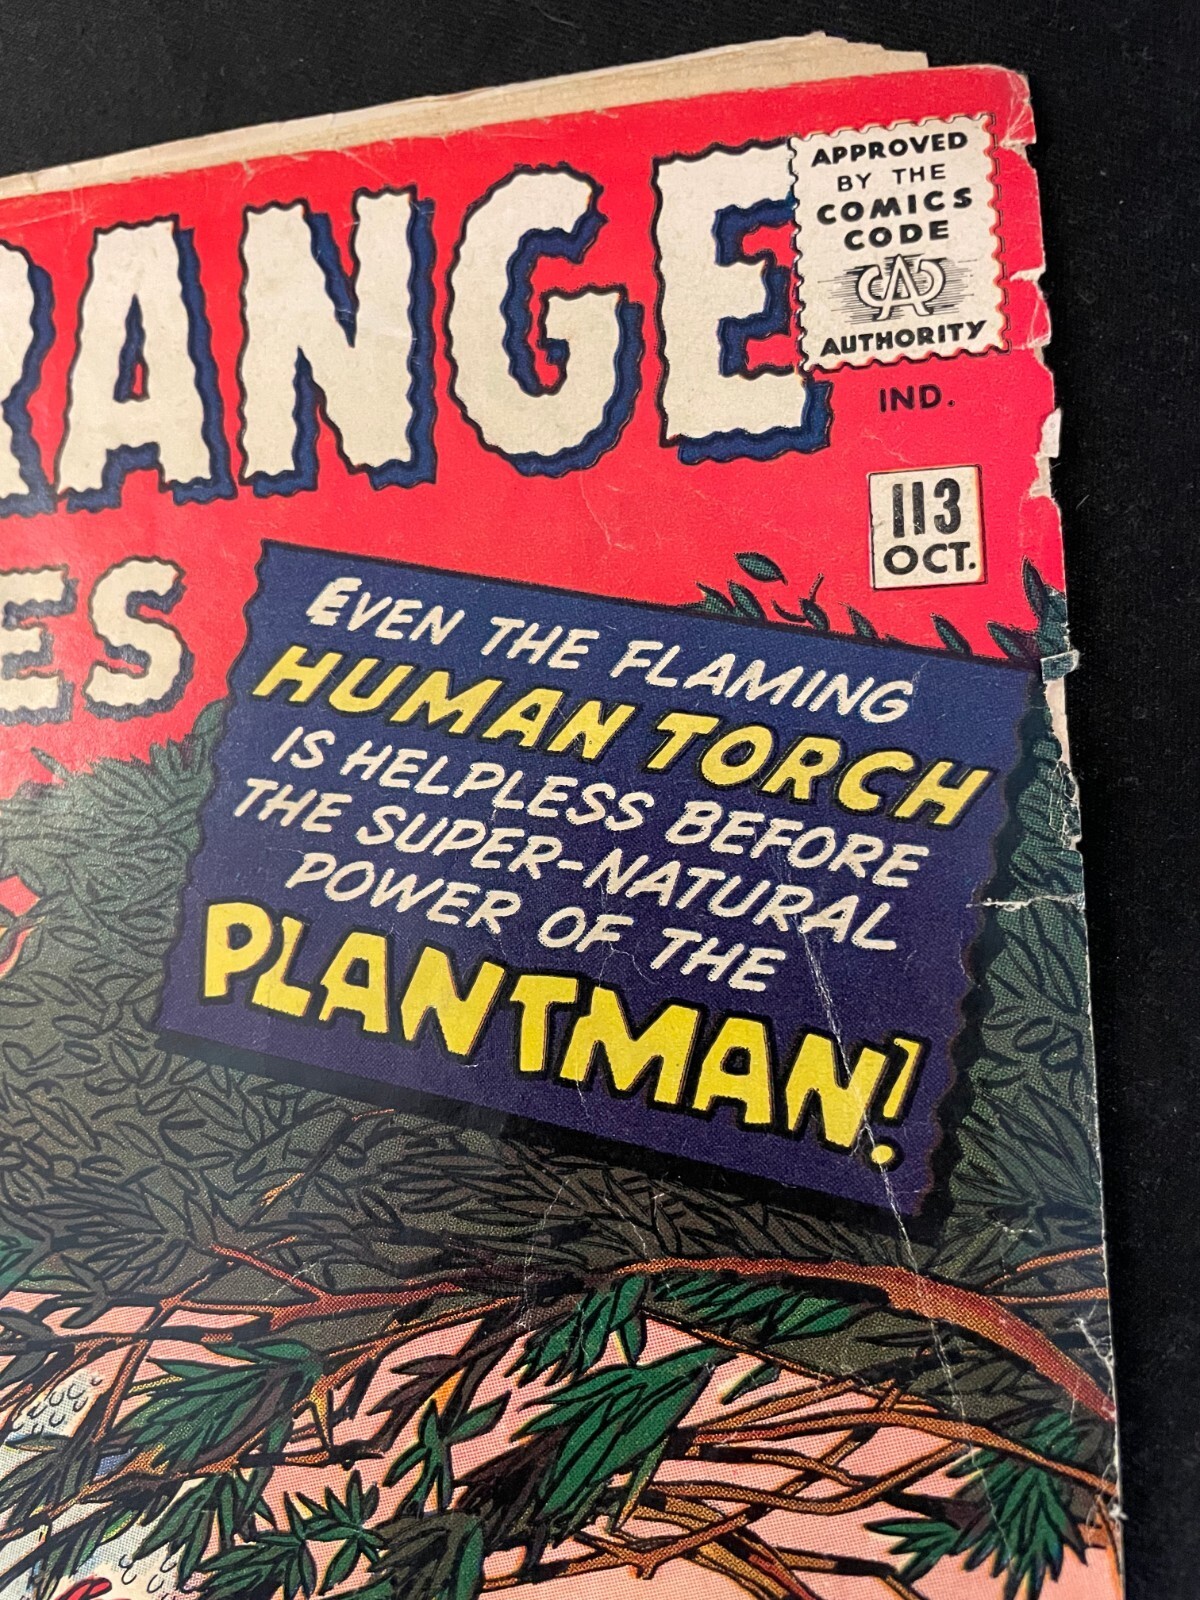 RANGE
ES
APPROVED
BY THE
COMICS
CODE
CA
AUTHORITY
IND.
113
OCT.
EVEN THE FLAMING
HUMAN TORCH
IS HELPLESS BEFORE
THE SUPER-NATURAL
POWER OF THE
PLANTMAN!